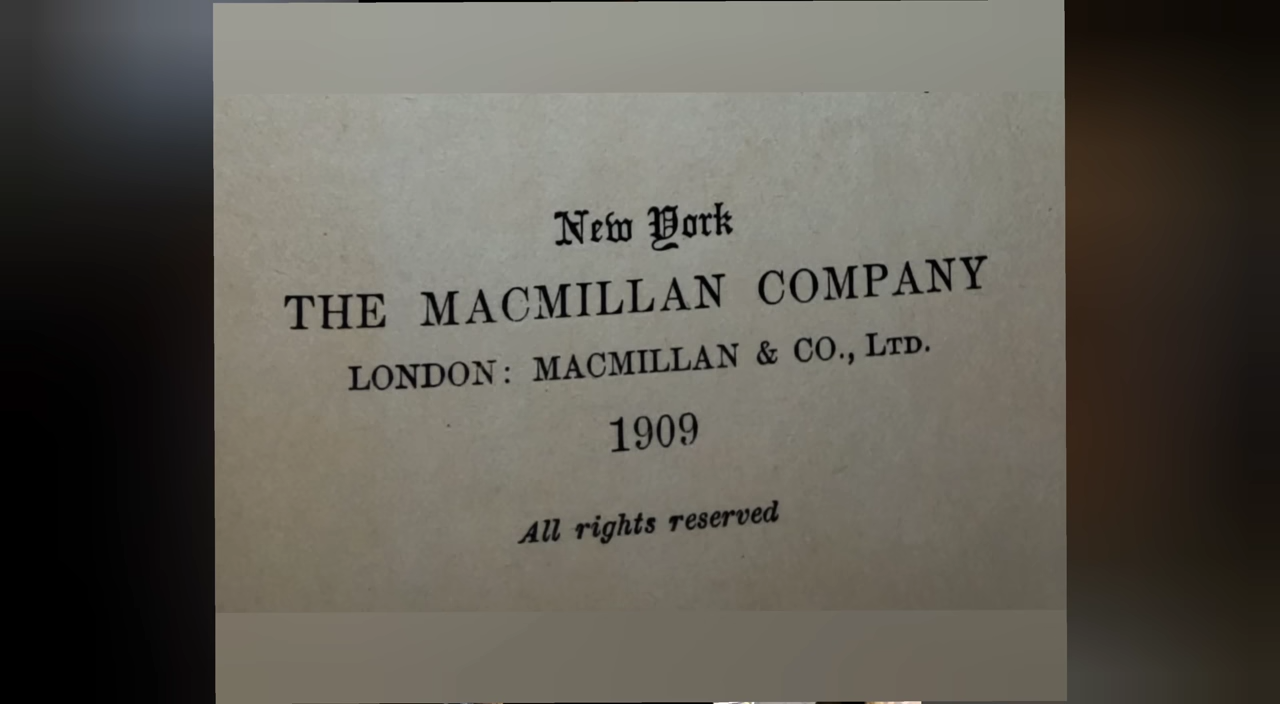 New York
THE MACMILLAN COMPANY
LONDON: MACMILLAN & CO., LTD.
1909
All rights reserved